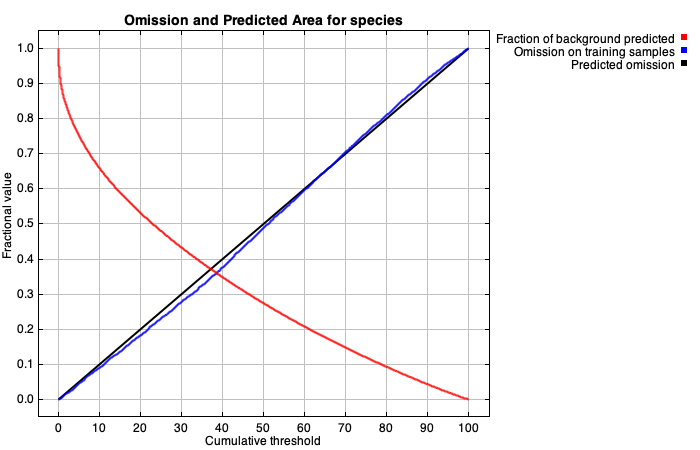 Omission and Predicted Area for species
Fraction of background predicted
Omission on training samples
Predicted omission
Fractional value
1.0
0.9
0.8
0.7
0.6
0.5
0.4
0.3
0.2
0.1
0.0
0 10 20 30 40 50 60 70 80 90 100
Cumulative threshold